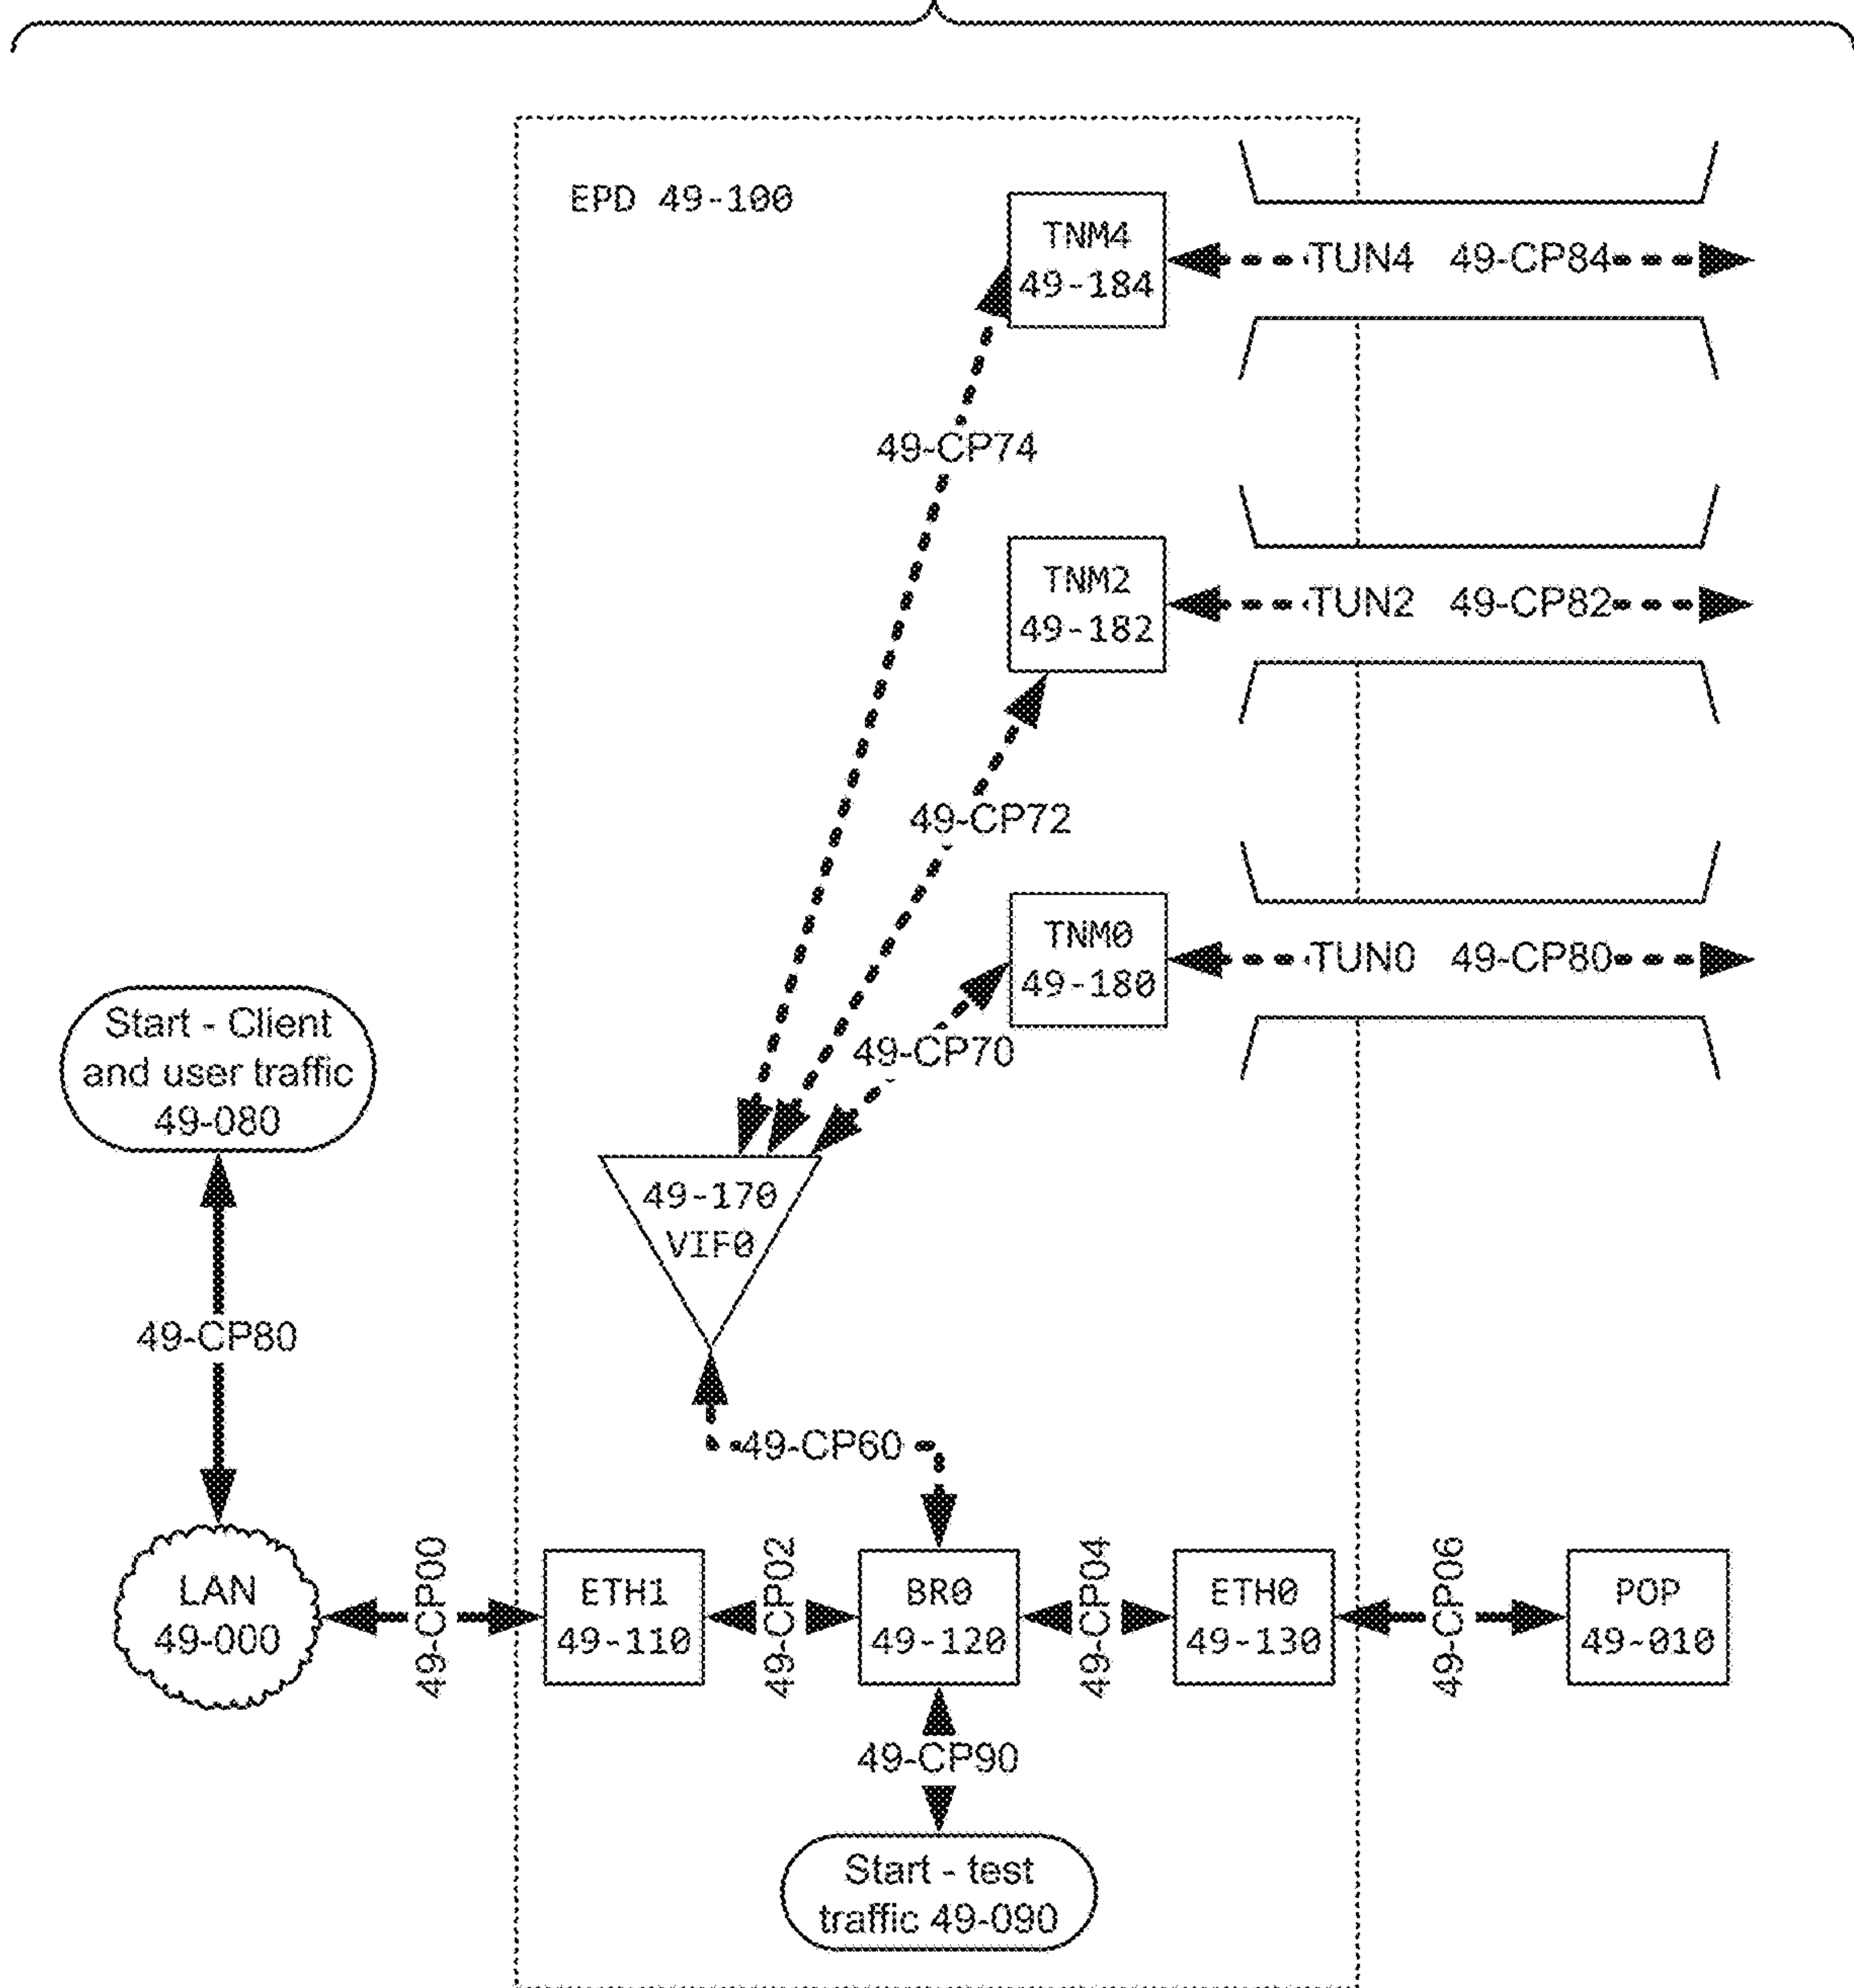 EPD 49-100
TNM4
49-184
TUN4 49-CP84
49-CP74
TNM2
49-182
TUN2 49-CP82
49-CP72
TNM0
49-180
TUN0 49-CP80
49-CP70
Start - Client
and user traffic
49-080
49-170
VIF0
49-CP80
49-CP60
LAN
49-000
49-CP00
ETH1
49-110
49-CP02
BR0
49-120
49-CP04
ETH0
49-130
49-CP06
POP
49-010
49-CP90
Start - test
traffic 49-090